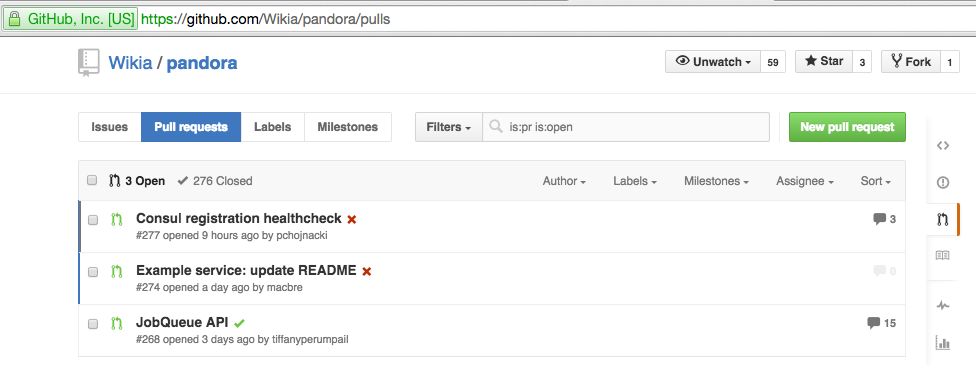 GitHub, Inc. [US] https://github.com/Wikia/pandora/pulls
Wikia / pandora
Unwatch 59 Star 3 Fork 1
Issues Pull requests Labels Milestones Filters is:pr is:open New pull request
3 Open 276 Closed Author Labels Milestones Assignee Sort
Consul registration healthcheck 3
#277 opened 9 hours ago by pchojnacki
Example service: update README 0
#274 opened a day ago by macbre
JobQueue API 15
#268 opened 3 days ago by tiffanyperumpail